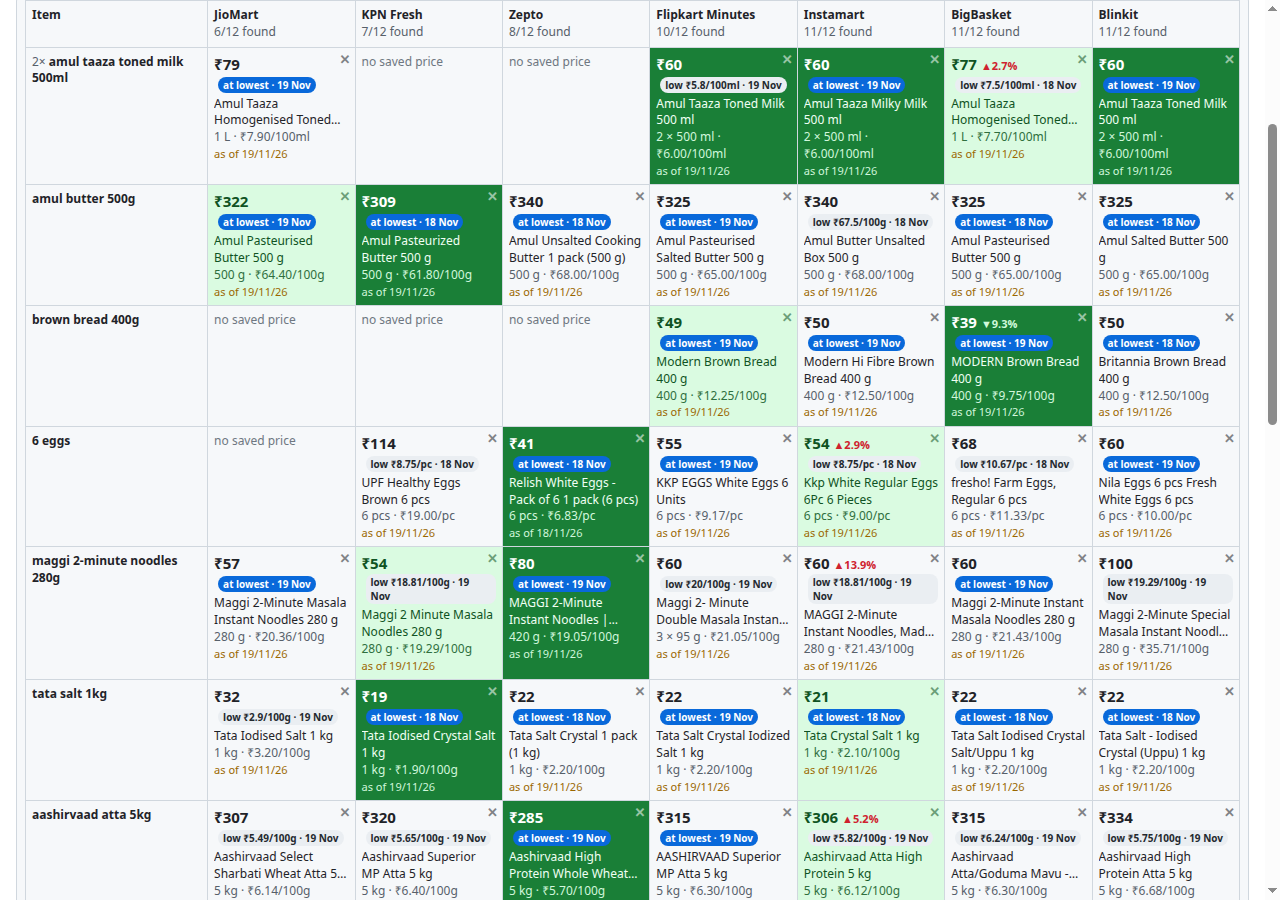 Item
JioMart
6/12 found
KPN Fresh
7/12 found
Zepto
8/12 found
Flipkart Minutes
10/12 found
Instamart
11/12 found
BigBasket
11/12 found
Blinkit
11/12 found
2× amul taaza toned milk
500ml
₹79 ×
at lowest · 19 Nov
Amul Taaza
Homogenised Toned...
1 L · ₹7.90/100ml
as of 19/11/26
no saved price
no saved price
₹60 ×
low ₹5.8/100ml · 19 Nov
Amul Taaza Toned Milk
500 ml
2 × 500 ml ·
₹6.00/100ml
as of 19/11/26
₹60 ×
at lowest · 19 Nov
Amul Taaza Milky Milk
500 ml
2 × 500 ml ·
₹6.00/100ml
as of 19/11/26
₹77 ▲2.7% ×
low ₹7.5/100ml · 18 Nov
Amul Taaza
Homogenised Toned...
1 L · ₹7.70/100ml
as of 19/11/26
₹60 ×
at lowest · 19 Nov
Amul Taaza Toned Milk
500 ml
2 × 500 ml ·
₹6.00/100ml
as of 19/11/26
amul butter 500g
₹322 ×
at lowest · 19 Nov
Amul Pasteurised
Butter 500 g
500 g · ₹64.40/100g
as of 19/11/26
₹309 ×
at lowest · 18 Nov
Amul Pasteurized
Butter 500 g
500 g · ₹61.80/100g
as of 19/11/26
₹340 ×
at lowest · 18 Nov
Amul Unsalted Cooking
Butter 1 pack (500 g)
500 g · ₹68.00/100g
as of 19/11/26
₹325 ×
at lowest · 19 Nov
Amul Pasteurised
Salted Butter 500 g
500 g · ₹65.00/100g
as of 19/11/26
₹340 ×
low ₹67.5/100g · 18 Nov
Amul Butter Unsalted
Box 500 g
500 g · ₹68.00/100g
as of 19/11/26
₹325 ×
at lowest · 18 Nov
Amul Pasteurised
Butter 500 g
500 g · ₹65.00/100g
as of 19/11/26
₹325 ×
at lowest · 18 Nov
Amul Salted Butter 500
g
500 g · ₹65.00/100g
as of 19/11/26
brown bread 400g
no saved price
no saved price
no saved price
₹49 ×
at lowest · 19 Nov
Modern Brown Bread
400 g
400 g · ₹12.25/100g
as of 19/11/26
₹50 ×
at lowest · 19 Nov
Modern Hi Fibre Brown
Bread 400 g
400 g · ₹12.50/100g
as of 19/11/26
₹39 ▼9.3% ×
at lowest · 19 Nov
MODERN Brown Bread
400 g
400 g · ₹9.75/100g
as of 19/11/26
₹50 ×
at lowest · 19 Nov
Britannia Brown Bread
400 g
400 g · ₹12.50/100g
as of 19/11/26
6 eggs
no saved price
₹114 ×
low ₹8.75/pc · 18 Nov
UPF Healthy Eggs
Brown 6 pcs
6 pcs · ₹19.00/pc
as of 19/11/26
₹41 ×
at lowest · 18 Nov
Relish White Eggs -
Pack of 6 1 pack (6 pcs)
6 pcs · ₹6.83/pc
as of 18/11/26
₹55 ×
at lowest · 19 Nov
KKP EGGS White Eggs 6
Units
6 pcs · ₹9.17/pc
as of 19/11/26
₹54 ▲2.9% ×
low ₹8.75/pc · 18 Nov
Kkp White Regular Eggs
6Pc 6 Pieces
6 pcs · ₹9.00/pc
as of 19/11/26
₹68 ×
low ₹10.67/pc · 18 Nov
fresho! Farm Eggs,
Regular 6 pcs
6 pcs · ₹11.33/pc
as of 19/11/26
₹60 ×
at lowest · 19 Nov
Nila Eggs 6 pcs Fresh
White Eggs 6 pcs
6 pcs · ₹10.00/pc
as of 19/11/26
maggi 2-minute noodles
280g
₹57 ×
at lowest · 19 Nov
Maggi 2-Minute Masala
Instant Noodles 280 g
280 g · ₹20.36/100g
as of 19/11/26
₹54 ×
low ₹18.81/100g · 19
Nov
Maggi 2 Minute Masala
Noodles 280 g
280 g · ₹19.29/100g
as of 19/11/26
₹80 ×
at lowest · 19 Nov
MAGGI 2-Minute
Instant Noodles |...
420 g · ₹19.05/100g
as of 19/11/26
₹60 ×
low ₹20/100g · 19 Nov
Maggi 2- Minute
Double Masala Instan...
3 × 95 g · ₹21.05/100...
as of 19/11/26
₹60 ▲13.9% ×
low ₹18.81/100g · 19
Nov
MAGGI 2-Minute
Instant Noodles, Mad...
280 g · ₹21.43/100g
as of 19/11/26
₹60 ×
at lowest · 19 Nov
Maggi 2-Minute Instant
Masala Noodles 280 g
280 g · ₹21.43/100g
as of 19/11/26
₹100 ×
low ₹19.29/100g · 19
Nov
Maggi 2-Minute Special
Masala Instant Noodl...
280 g · ₹35.71/100g
as of 19/11/26
tata salt 1kg
₹32 ×
low ₹2.9/100g · 19 Nov
Tata Iodised Salt 1 kg
1 kg · ₹3.20/100g
as of 19/11/26
₹19 ×
at lowest · 18 Nov
Tata Iodised Crystal Salt
1 kg
1 kg · ₹1.90/100g
as of 19/11/26
₹22 ×
at lowest · 18 Nov
Tata Salt Crystal 1 pack
(1 kg)
1 kg · ₹2.20/100g
as of 19/11/26
₹22 ×
at lowest · 19 Nov
Tata Salt Crystal Iodized
Salt 1 kg
1 kg · ₹2.20/100g
as of 19/11/26
₹21 ×
at lowest · 18 Nov
Tata Crystal Salt 1 kg
1 kg · ₹2.10/100g
as of 19/11/26
₹22 ×
at lowest · 18 Nov
Tata Salt Iodised Crystal
Salt/Uppu 1 kg
1 kg · ₹2.20/100g
as of 19/11/26
₹22 ×
at lowest · 18 Nov
Tata Salt - Iodised
Crystal (Uppu) 1 kg
1 kg · ₹2.20/100g
as of 19/11/26
aashirvaad atta 5kg
₹307 ×
low ₹5.49/100g · 19 Nov
Aashirvaad Select
Sharbati Wheat Atta 5...
5 kg · ₹6.14/100g
₹320 ×
low ₹5.65/100g · 19 Nov
Aashirvaad Superior
MP Atta 5 kg
5 kg · ₹6.40/100g
₹285 ×
at lowest · 19 Nov
Aashirvaad High
Protein Whole Wheat...
5 kg · ₹5.70/100g
₹315 ×
at lowest · 19 Nov
AASHIRVAAD Superior
MP Atta 5 kg
5 kg · ₹6.30/100g
₹306 ▲5.2% ×
low ₹5.82/100g · 19 Nov
Aashirvaad Atta High
Protein 5 kg
5 kg · ₹6.12/100g
₹315 ×
low ₹6.24/100g · 19 Nov
Aashirvaad
Atta/Goduma Mavu -...
5 kg · ₹6.30/100g
₹334 ×
low ₹5.75/100g · 19 Nov
Aashirvaad High
Protein Atta 5 kg
5 kg · ₹6.68/100g